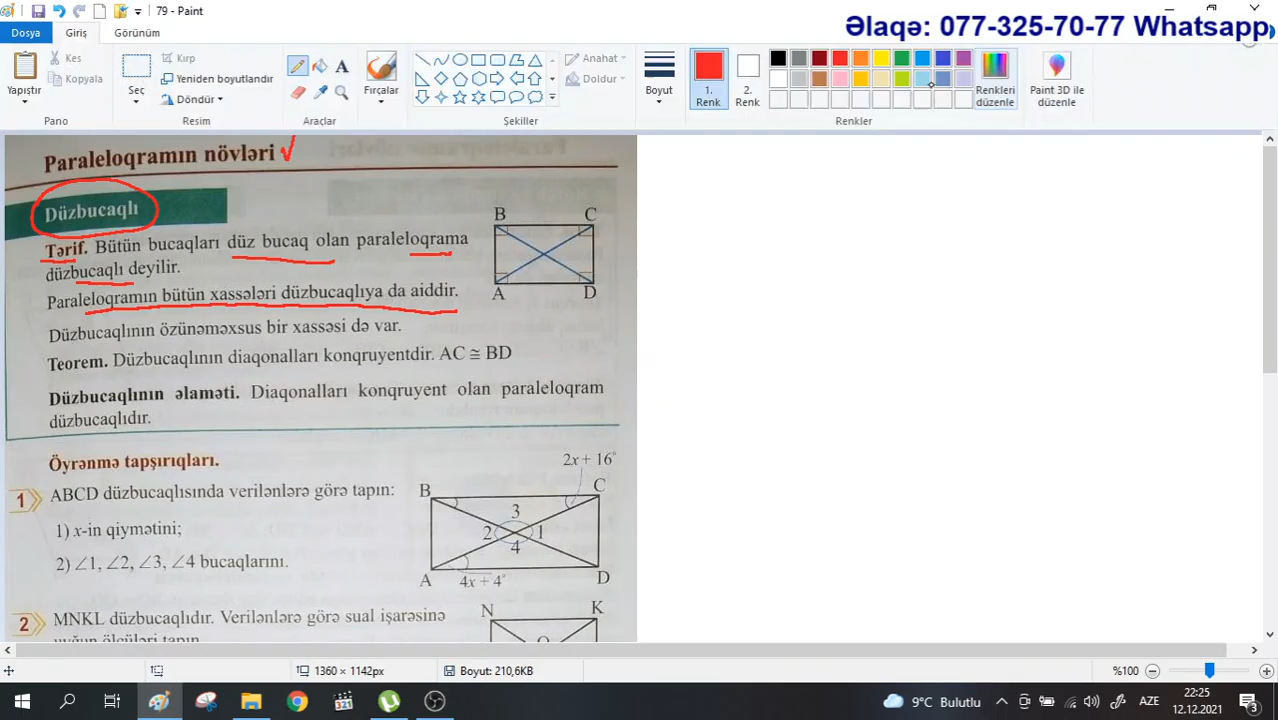 79 - Paint
Əlaqə: 077-325-70-77 Whatsapp
Dosya
Giriş
Görünüm
Yapıştır
Kes
Kopyala
Pano
Seç
Kırp
Yeniden boyutlandır
Döndür
Resim
A
Araçlar
Fırçalar
Şekiller
Anahat
Doldur
Boyut
1.
Renk
2.
Renk
Renkler
Renkleri
düzenle
Paint 3D ile
düzenle
Paraleloqramın növləri
Düzbucaqlı
Tərif. Bütün bucaqları düz bucaq olan paraleloqrama
düzbucaqlı deyilir.
Paraleloqramın bütün xassələri düzbucaqlıya da aiddir.
Düzbucaqlının özünəməxsus bir xassəsi də var.
Teorem. Düzbucaqlının diaqonalları konqruyentdir. AC ≅ BD
Düzbucaqlının əlaməti. Diaqonalları konqruyent olan paraleloqram
düzbucaqlıdır.
B C
A D
Öyrənmə tapşırıqları.
1 ABCD düzbucaqlısında verilənlərə görə tapın:
1) x-in qiymətini;
2) ∠1, ∠2, ∠3, ∠4 bucaqlarını.
2x + 16°
B C
3
2 1
4
A D
4x + 4°
2 MNKL düzbucaqlıdır. Verilənlərə görə sual işarəsinə
uyğun ölçüləri tapın
N K
O
1360 × 1142px
Boyut: 210,6KB
%100
9°C Bulutlu
AZE
22:25
12.12.2021
3
321